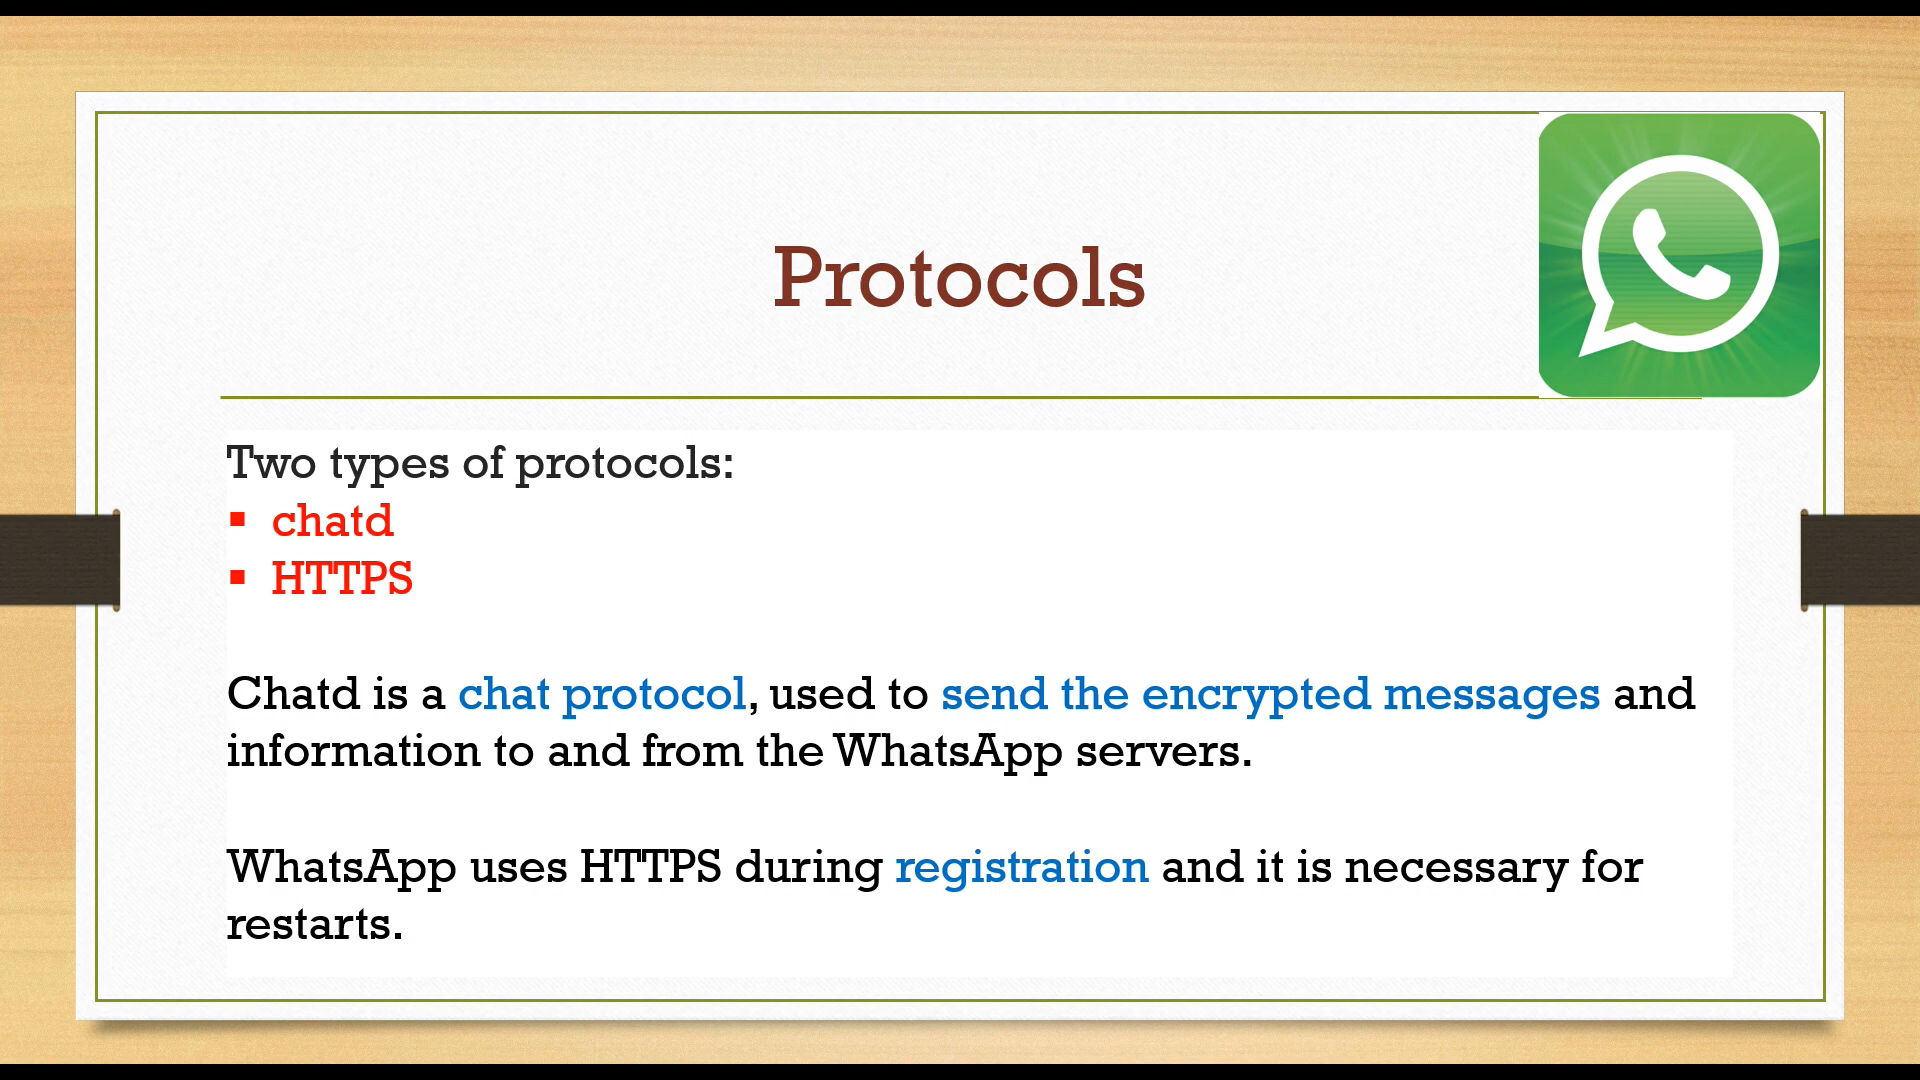 Protocols
Two types of protocols:
▪ chatd
▪ HTTPS
Chatd is a chat protocol, used to send the encrypted messages and
information to and from the WhatsApp servers.
WhatsApp uses HTTPS during registration and it is necessary for
restarts.